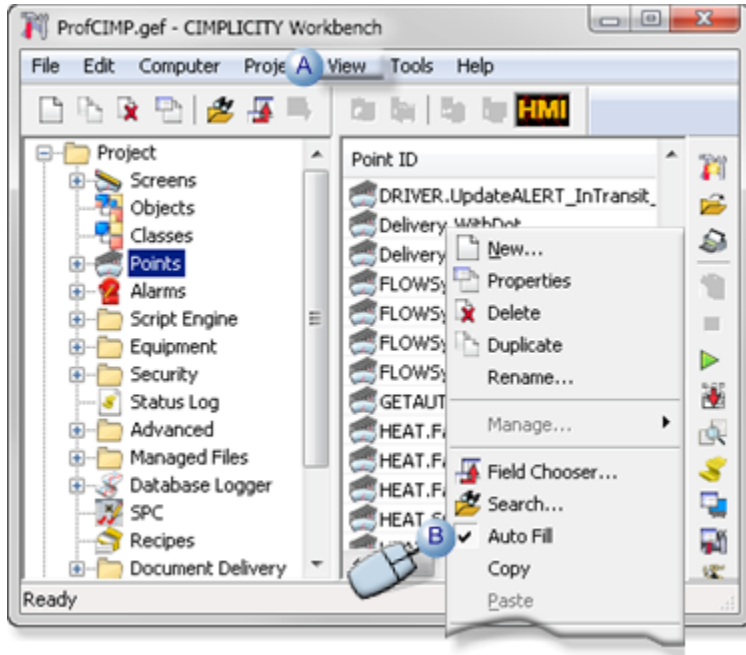 ProfCIMP.gef - CIMPLICITY Workbench
File Edit Computer Proje A View Tools Help
HMI
Project
Screens
Objects
Classes
Points
Alarms
Script Engine
Equipment
Security
Status Log
Advanced
Managed Files
Database Logger
SPC
Recipes
Document Delivery
Point ID
DRIVER.UpdateALERT_InTransit_
Delivery WithDot
Delivery
FLOWSy
FLOWSy
FLOWSy
FLOWSy
GETAUT
HEAT.Fa
HEAT.Fa
HEAT.Fa
New...
Properties
Delete
Duplicate
Rename...
Manage...
Field Chooser...
Search...
B Auto Fill
Copy
Paste
Ready